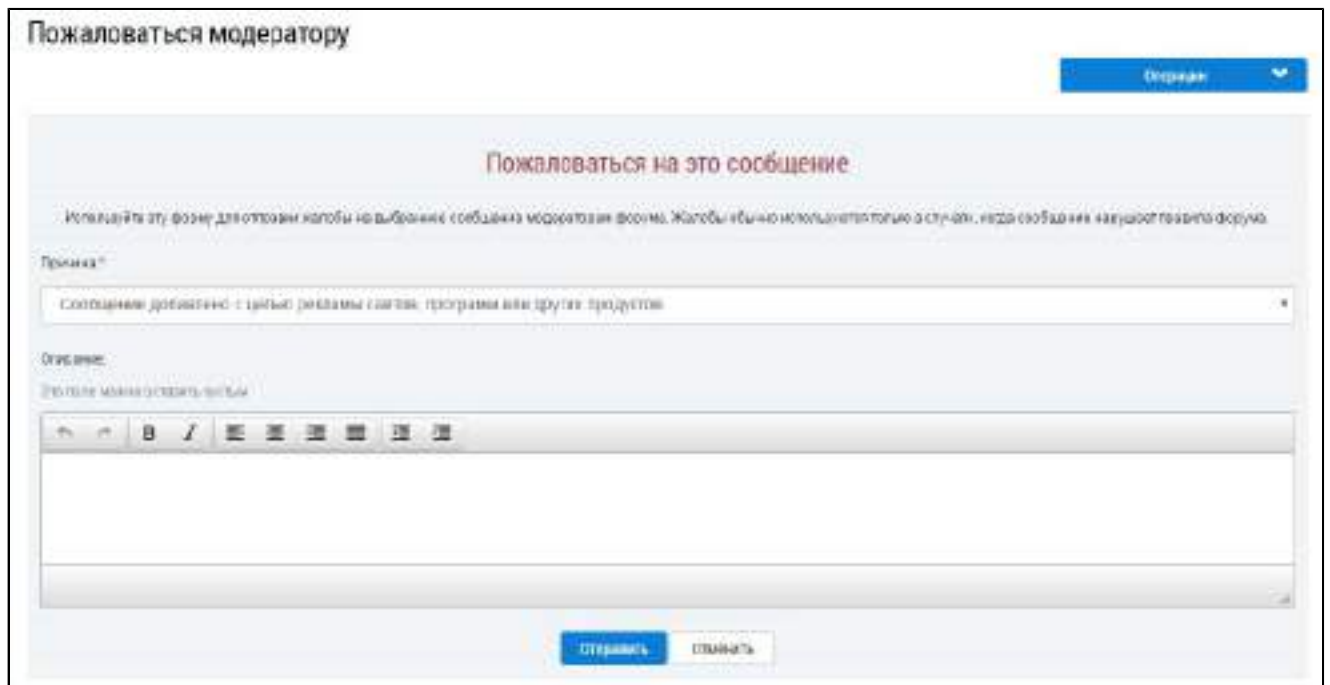 Пожаловаться модератору
Операции
Пожаловаться на это сообщение
Используйте эту форму для отправки жалобы на выбранное сообщение модераторам форума. Жалобы обычно используются только в случаях, когда сообщение нарушает правила форума.
Причина*
Сообщение добавлено с целью рекламы сайтов, программ или других продуктов
Описание:
Это поле можно оставить пустым
Отправить
Отменить